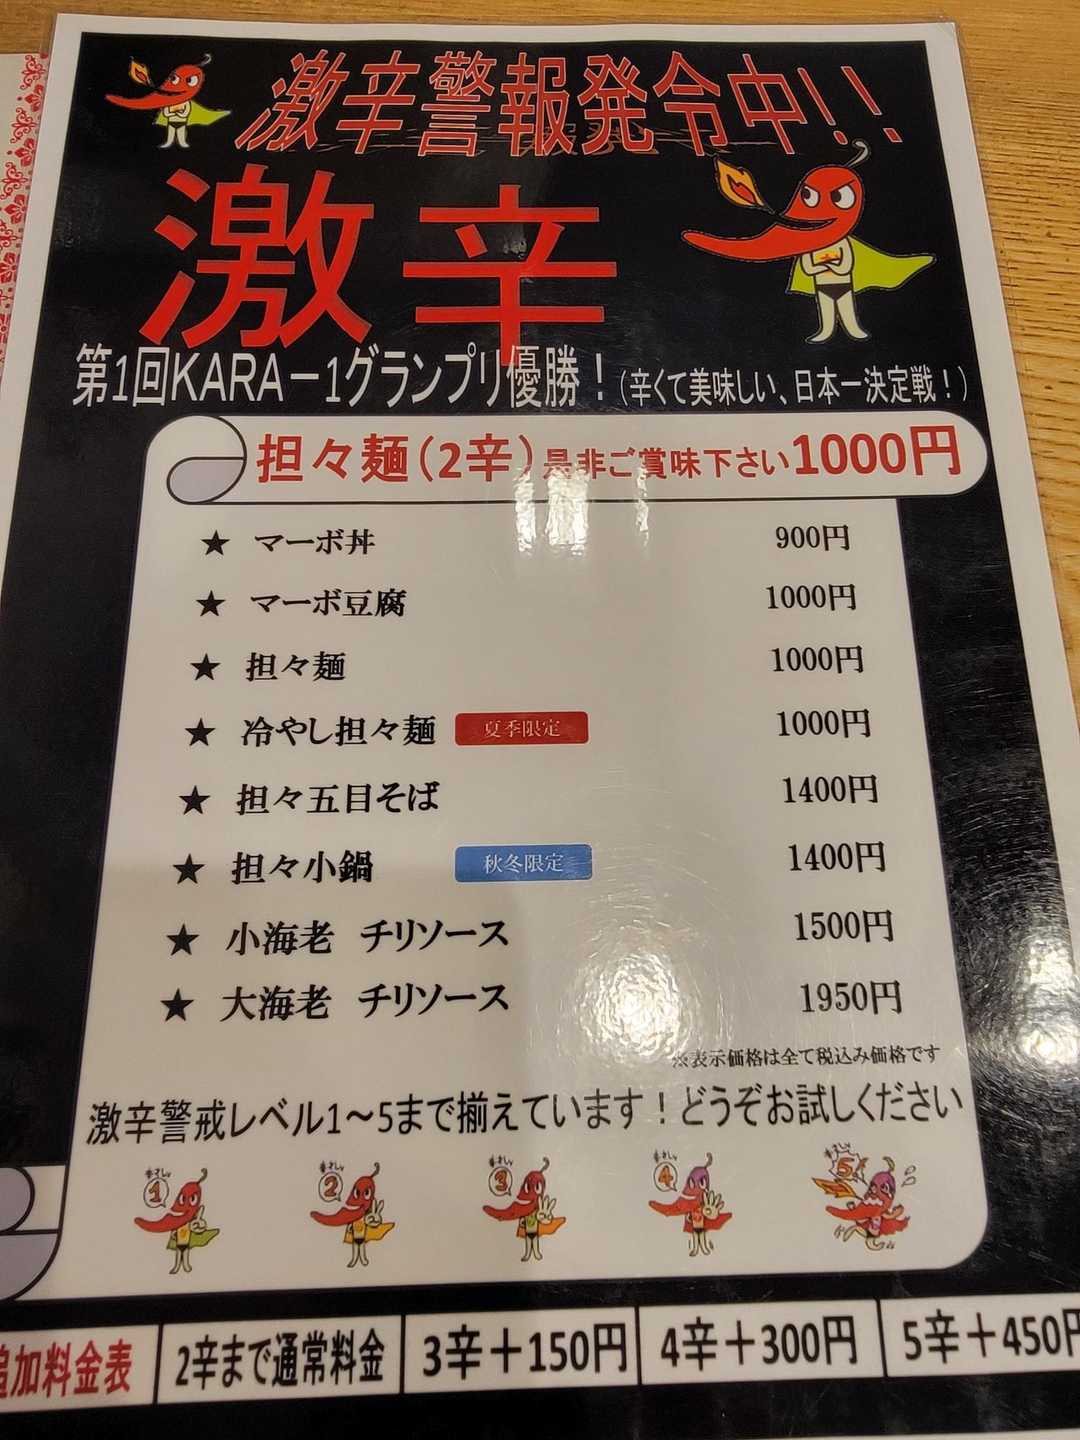 激辛警報発令中!!
激辛
第1回KARA－1グランプリ優勝！（辛くて美味しい、日本一決定戦！）
担々麺（2辛）是非ご賞味下さい1000円
★ マーボ丼 900円
★ マーボ豆腐 1000円
★ 担々麺 1000円
★ 冷やし担々麺 夏季限定 1000円
★ 担々五目そば 1400円
★ 担々小鍋 秋冬限定 1400円
★ 小海老 チリソース 1500円
★ 大海老 チリソース 1950円
※表示価格は全て税込み価格です
激辛警戒レベル1～5まで揃えています！どうぞお試しください
1 2 3 4 5
追加料金表 2辛まで通常料金 3辛＋150円 4辛＋300円 5辛＋450円